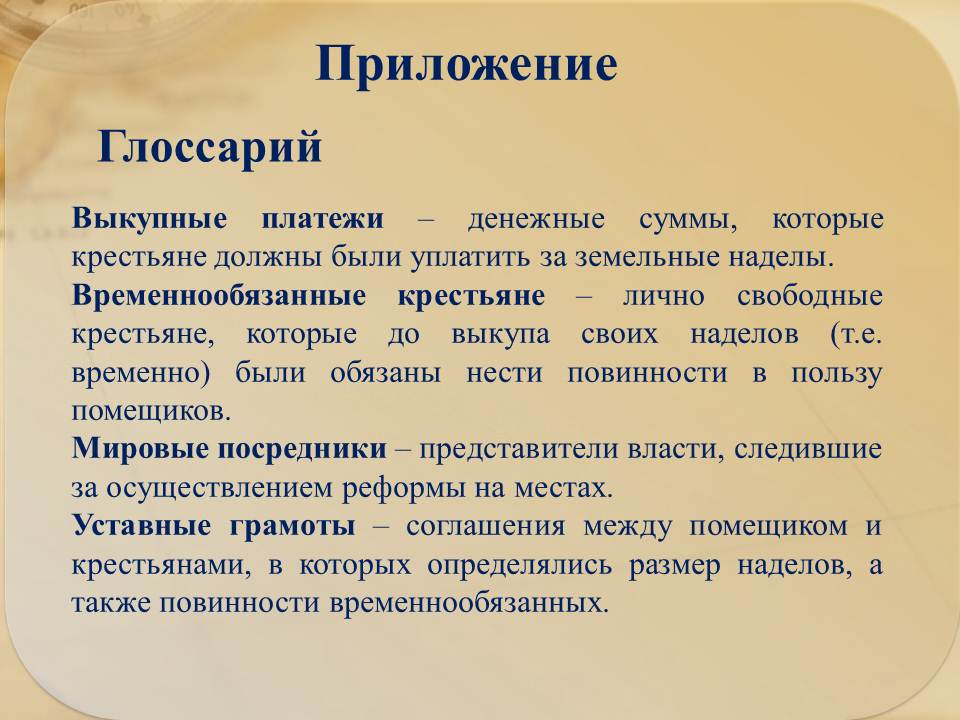 Приложение
Глоссарий
Выкупные платежи – денежные суммы, которые
крестьяне должны были уплатить за земельные наделы.
Временнообязанные крестьяне – лично свободные
крестьяне, которые до выкупа своих наделов (т.е.
временно) были обязаны нести повинности в пользу
помещиков.
Мировые посредники – представители власти, следившие
за осуществлением реформы на местах.
Уставные грамоты – соглашения между помещиком и
крестьянами, в которых определялись размер наделов, а
также повинности временнообязанных.